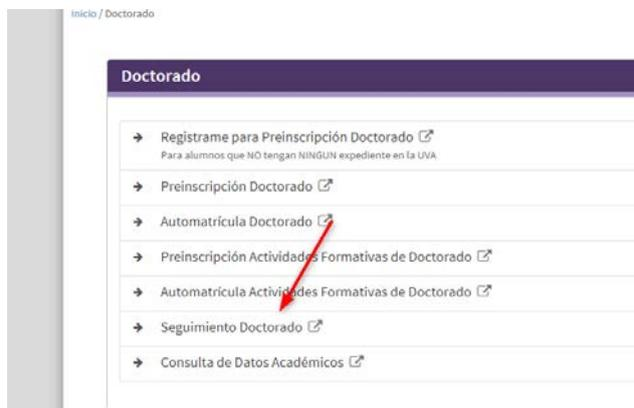 Inicio / Doctorado
Doctorado
Registrame para Preinscripción Doctorado
Para alumnos que NO tengan NINGUN expediente en la UVA
Preinscripción Doctorado
Automatrícula Doctorado
Preinscripción Actividades Formativas de Doctorado
Automatrícula Actividades Formativas de Doctorado
Seguimiento Doctorado
Consulta de Datos Académicos